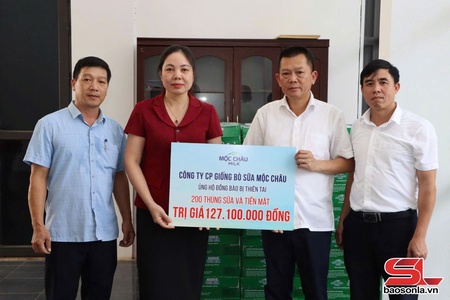 MỘC CHÂU
MILK
CÔNG TY CP GIỐNG BÒ SỮA MỘC CHÂU
ỦNG HỘ ĐỒNG BÀO BỊ THIÊN TAI
200 THÙNG SỮA VÀ TIỀN MẶT
TRỊ GIÁ 127.100.000 ĐỒNG
SL
baosonla.vn